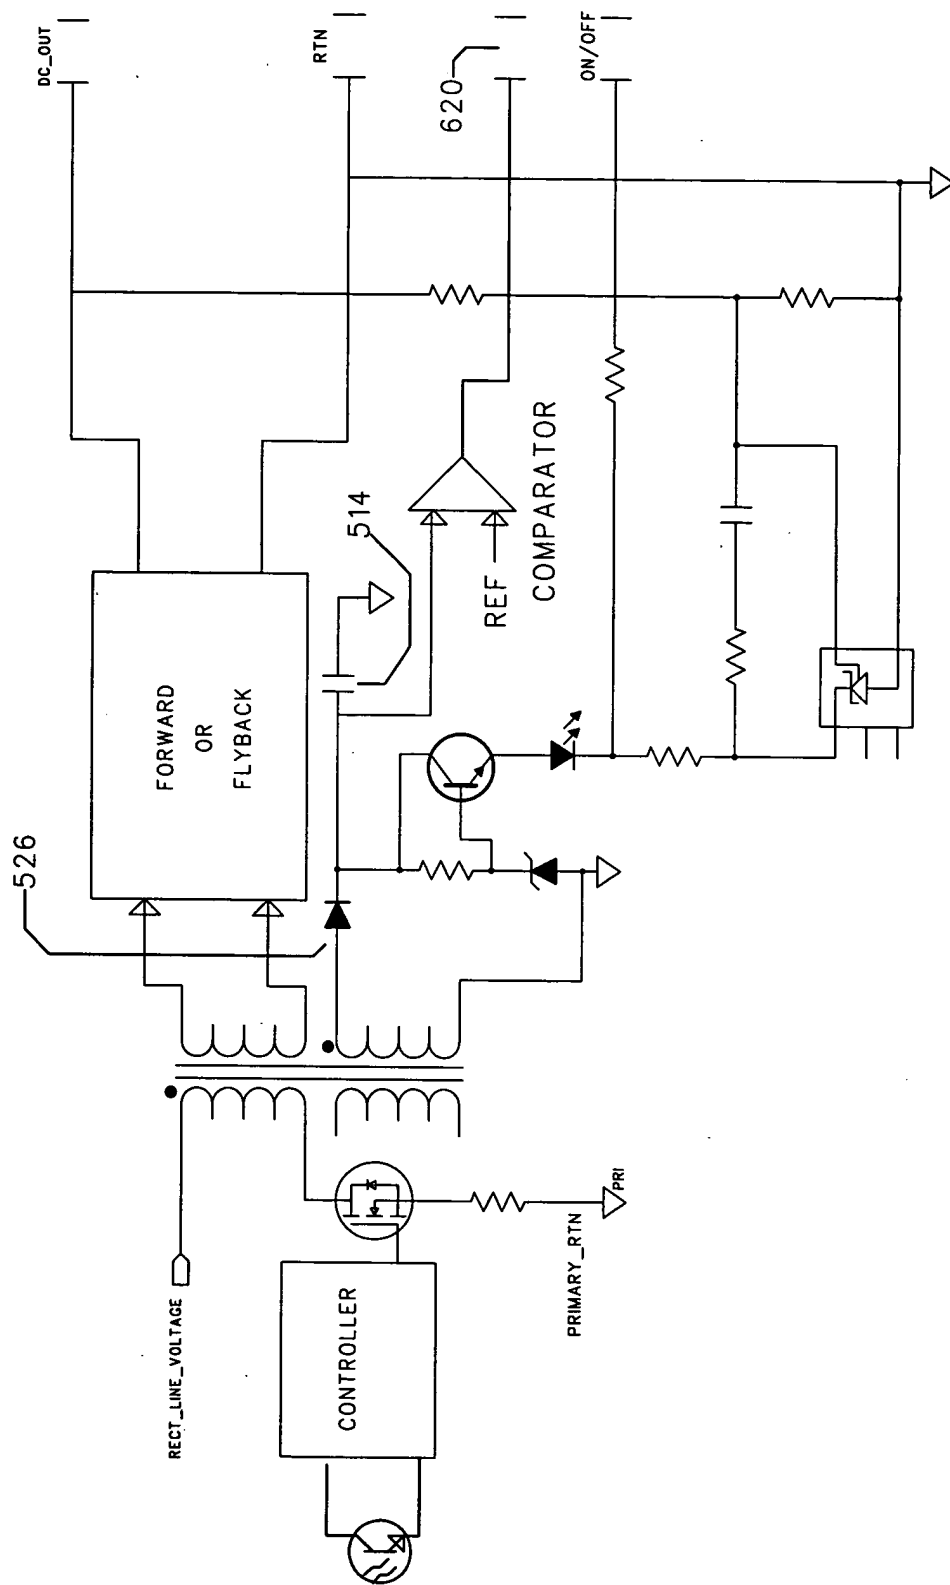 DC_OUT
RTN
620
ON/OFF
FORWARD
OR
FLYBACK
514
REF
COMPARATOR
526
RECT_LINE_VOLTAGE
CONTROLLER
PRIMARY_RTN
PRI